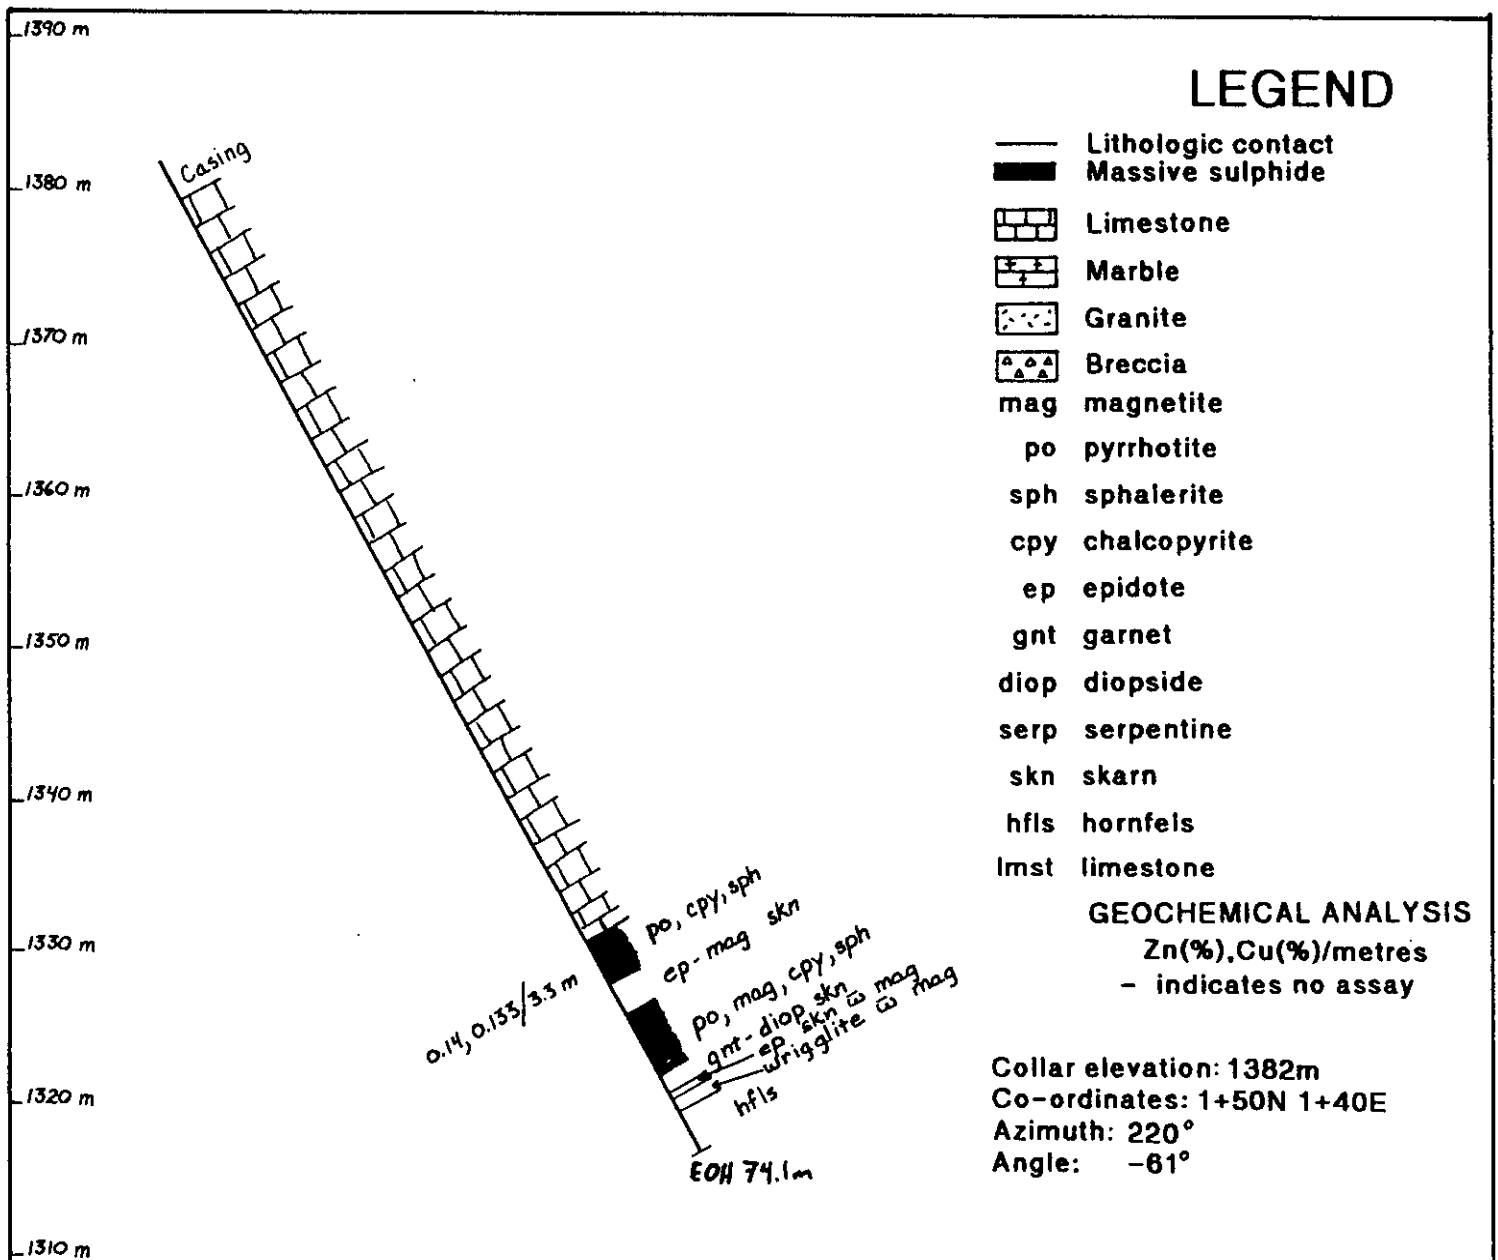 1390 m
1380 m
1370 m
1360 m
1350 m
1340 m
1330 m
1320 m
1310 m
Casing
po, cpy, sph
ep-mag skn
po, mag, cpy, sph
gnt-diop skn
ep skn w̄ mag
wrigglite w̄ mag
hfls
0.14, 0.133/3.3 m
EOH 74.1m
LEGEND
Lithologic contact
Massive sulphide
Limestone
Marble
Granite
Breccia
mag magnetite
po pyrrhotite
sph sphalerite
cpy chalcopyrite
ep epidote
gnt garnet
diop diopside
serp serpentine
skn skarn
hfls hornfels
lmst limestone
GEOCHEMICAL ANALYSIS
Zn(%),Cu(%)/metres
- indicates no assay
Collar elevation: 1382m
Co-ordinates: 1+50N 1+40E
Azimuth: 220°
Angle: -61°